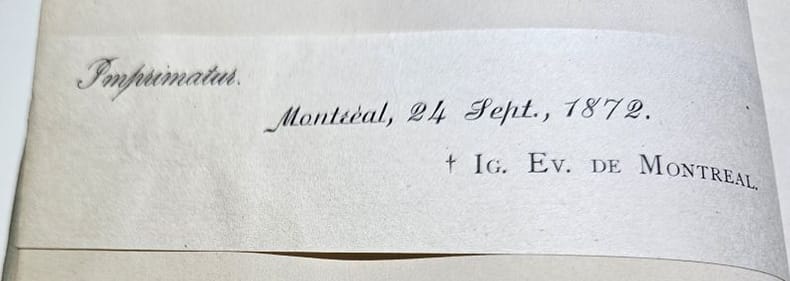 Imprimatur.
Montréal, 24 Sept., 1872.
† Ig. Ev. de Montreal.